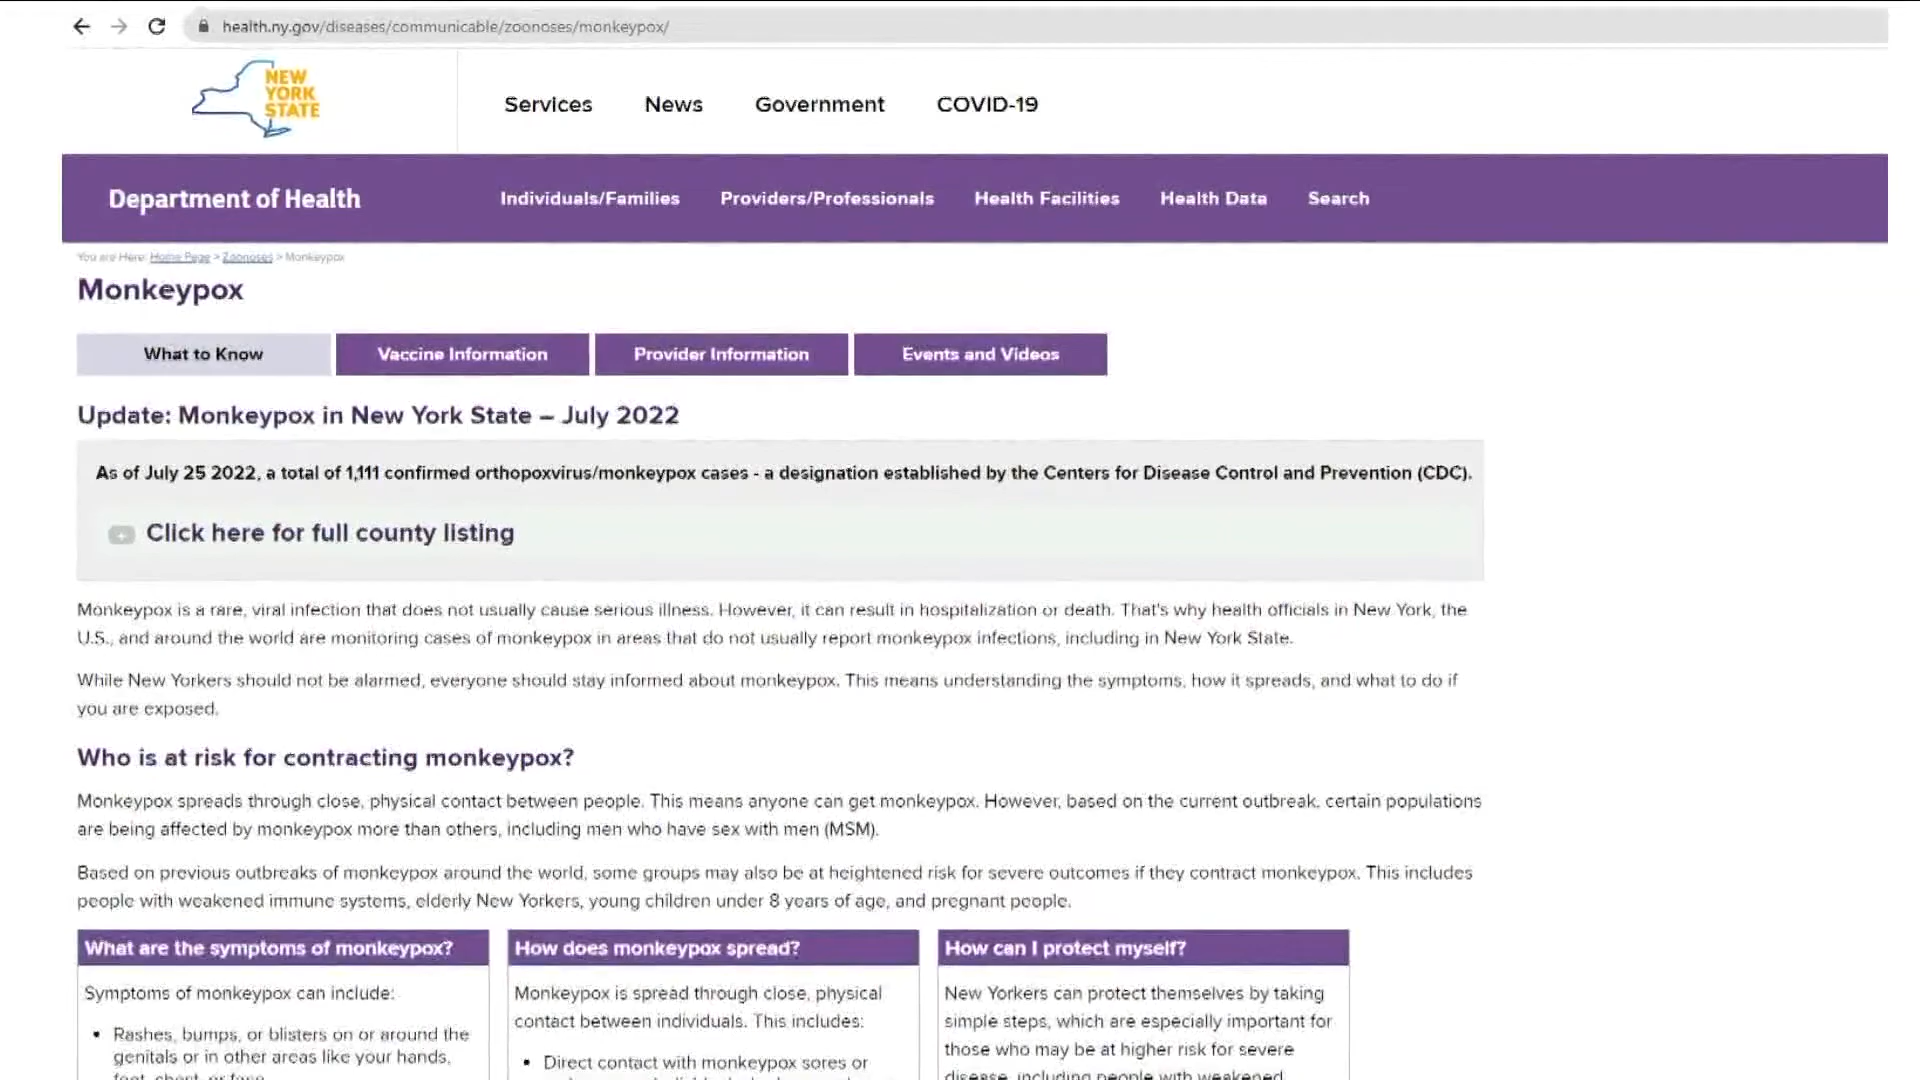 health.ny.gov/diseases/communicable/zoonoses/monkeypox/
NEW
YORK
STATE
Services News Government COVID-19
Department of Health Individuals/Families Providers/Professionals Health Facilities Health Data Search
You are Here: Home Page > Zoonoses > Monkeypox
Monkeypox
What to Know Vaccine Information Provider Information Events and Videos
Update: Monkeypox in New York State – July 2022
As of July 25 2022, a total of 1,111 confirmed orthopoxvirus/monkeypox cases - a designation established by the Centers for Disease Control and Prevention (CDC).
Click here for full county listing
Monkeypox is a rare, viral infection that does not usually cause serious illness. However, it can result in hospitalization or death. That's why health officials in New York, the
U.S., and around the world are monitoring cases of monkeypox in areas that do not usually report monkeypox infections, including in New York State.
While New Yorkers should not be alarmed, everyone should stay informed about monkeypox. This means understanding the symptoms, how it spreads, and what to do if
you are exposed.
Who is at risk for contracting monkeypox?
Monkeypox spreads through close, physical contact between people. This means anyone can get monkeypox. However, based on the current outbreak, certain populations
are being affected by monkeypox more than others, including men who have sex with men (MSM).
Based on previous outbreaks of monkeypox around the world, some groups may also be at heightened risk for severe outcomes if they contract monkeypox. This includes
people with weakened immune systems, elderly New Yorkers, young children under 8 years of age, and pregnant people.
What are the symptoms of monkeypox?
Symptoms of monkeypox can include:
• Rashes, bumps, or blisters on or around the
genitals or in other areas like your hands,
feet, chest, or face
How does monkeypox spread?
Monkeypox is spread through close, physical
contact between individuals. This includes:
• Direct contact with monkeypox sores or
How can I protect myself?
New Yorkers can protect themselves by taking
simple steps, which are especially important for
those who may be at higher risk for severe
disease, including people with weakened